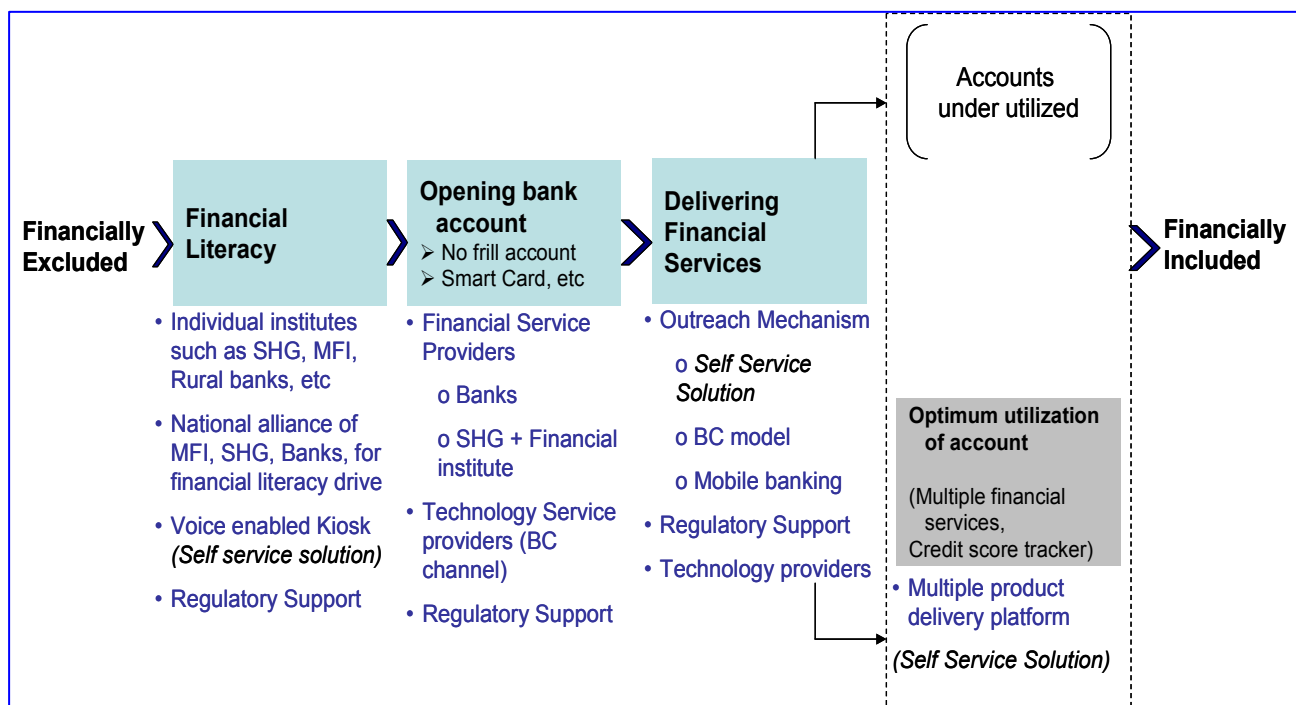 Financially
Excluded
Financial
Literacy
• Individual institutes
such as SHG, MFI,
Rural banks, etc
• National alliance of
MFI, SHG, Banks, for
financial literacy drive
• Voice enabled Kiosk
(Self service solution)
• Regulatory Support
Opening bank
account
➢ No frill account
➢ Smart Card, etc
• Financial Service
Providers
o Banks
o SHG + Financial
institute
• Technology Service
providers (BC
channel)
• Regulatory Support
Delivering
Financial
Services
• Outreach Mechanism
o Self Service
Solution
o BC model
o Mobile banking
• Regulatory Support
• Technology providers
Accounts
under utilized
Optimum utilization
of account
(Multiple financial
services,
Credit score tracker)
• Multiple product
delivery platform
(Self Service Solution)
Financially
Included